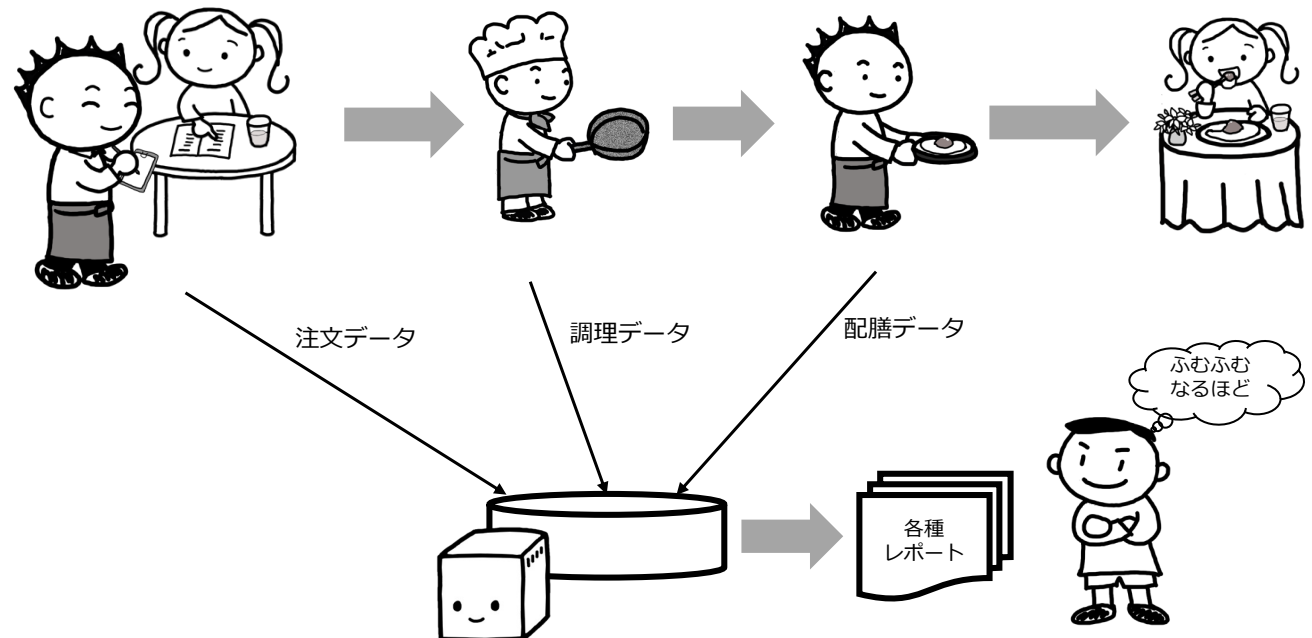 注文データ
調理データ
配膳データ
ふむふむ
なるほど
各種
レポート